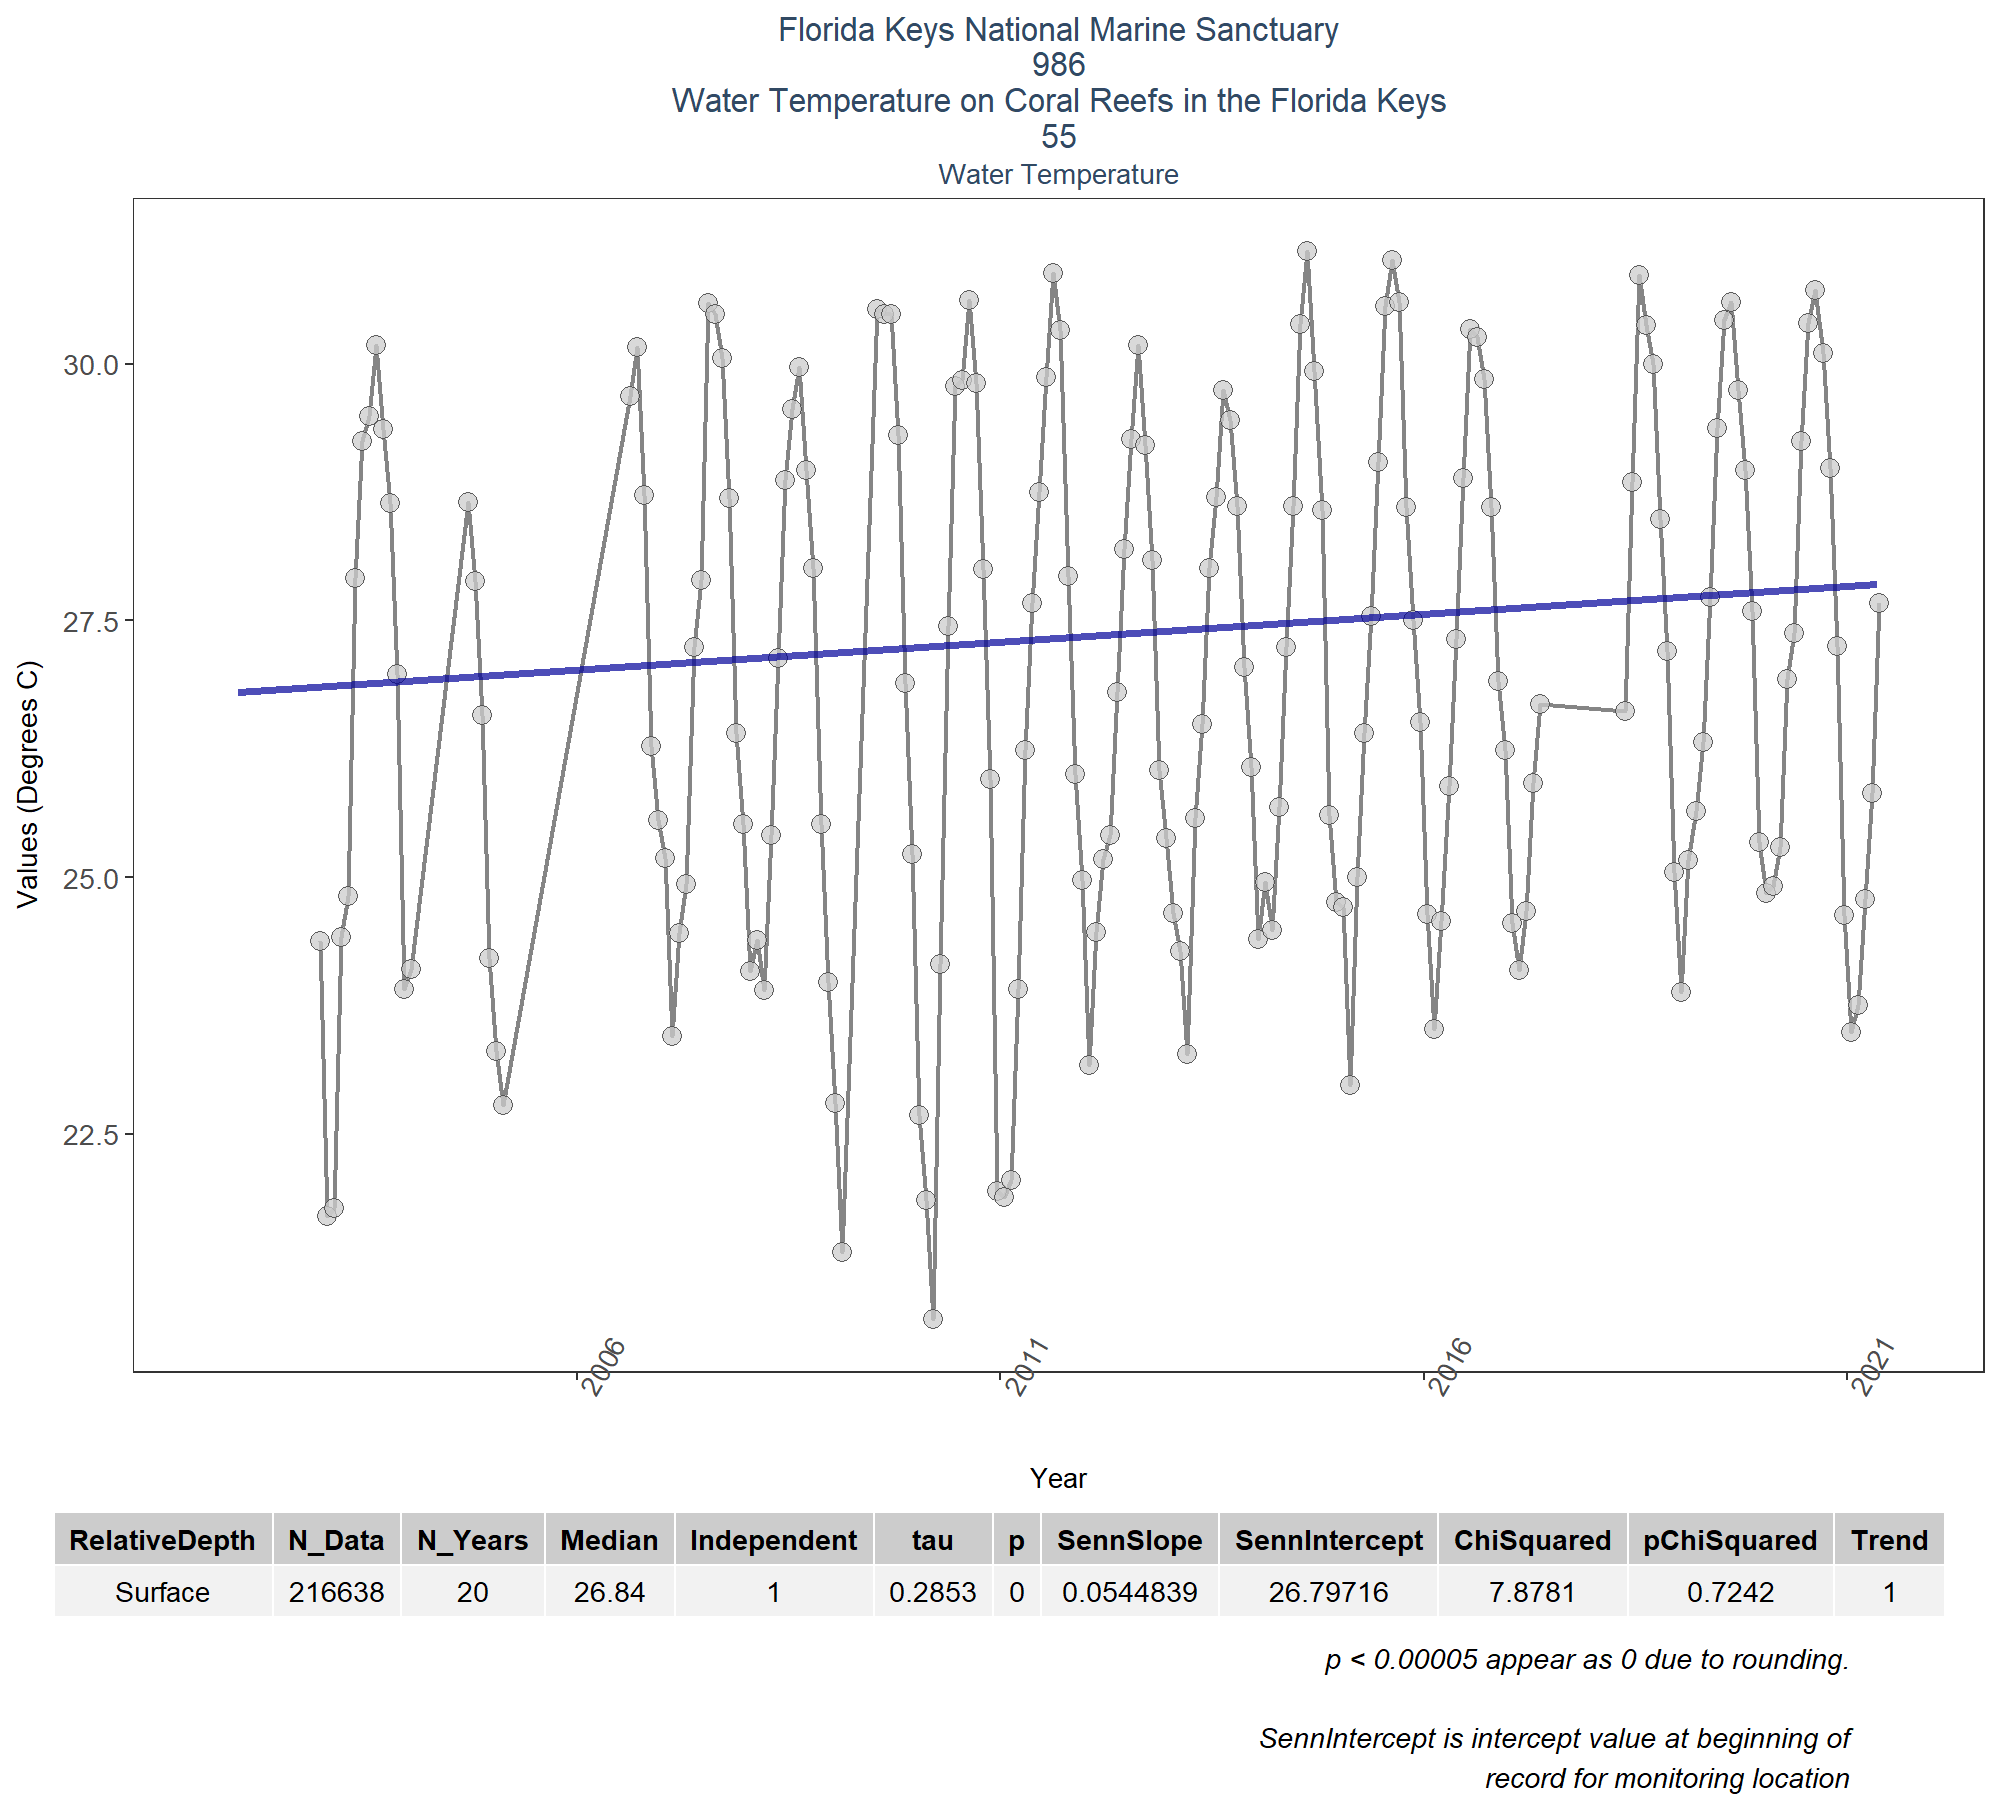 Florida Keys National Marine Sanctuary
986
Water Temperature on Coral Reefs in the Florida Keys
55
Water Temperature
Values (Degrees C)
30.0
27.5
25.0
22.5
2006
2011
2016
2021
Year
RelativeDepth N_Data N_Years Median Independent tau p SennSlope SennIntercept ChiSquared pChiSquared Trend
Surface 216638 20 26.84 1 0.2853 0 0.0544839 26.79716 7.8781 0.7242 1
p < 0.00005 appear as 0 due to rounding.
SennIntercept is intercept value at beginning of
record for monitoring location